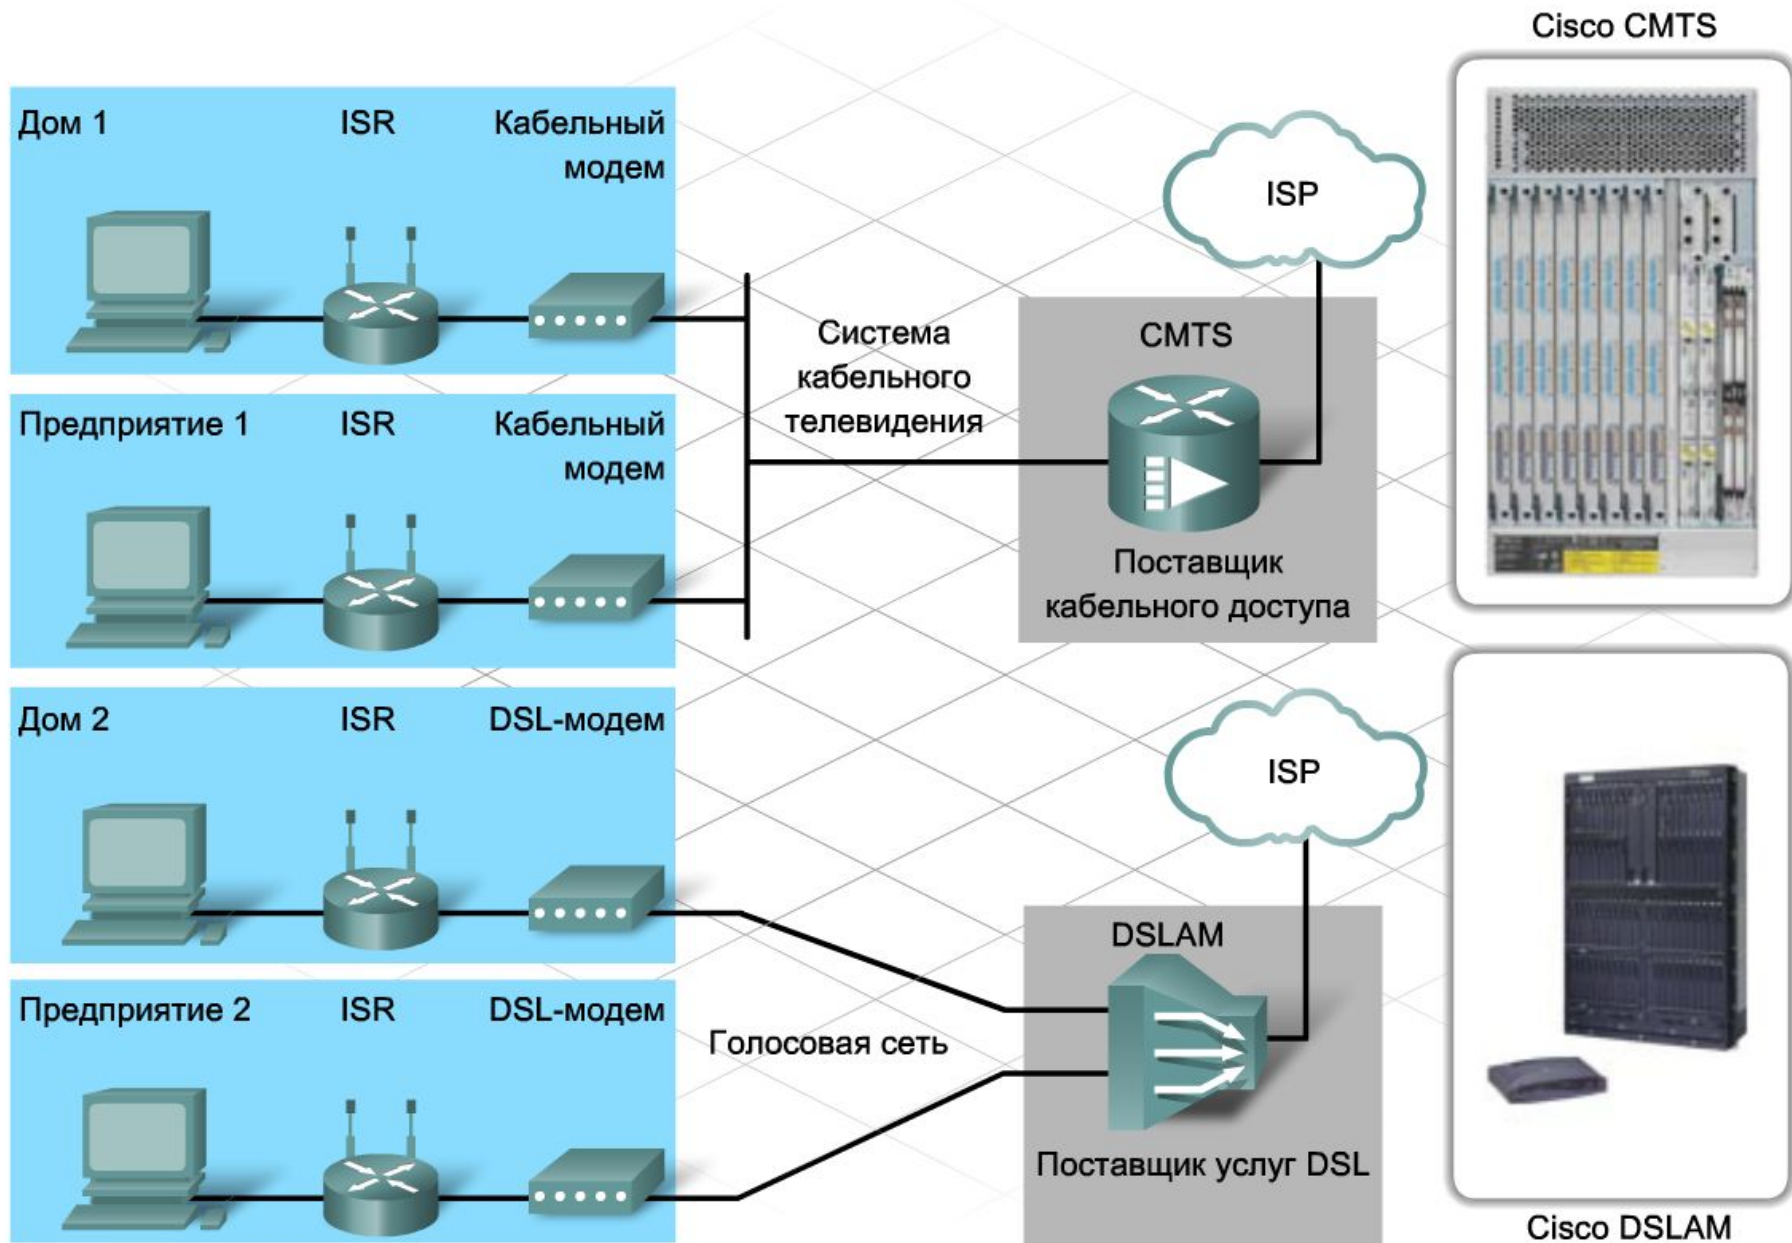 Cisco CMTS
Дом 1
ISR
Кабельный
модем
ISP
Система
кабельного
телевидения
CMTS
Предприятие 1
ISR
Кабельный
модем
Поставщик
кабельного доступа
Дом 2
ISR
DSL-модем
ISP
DSLAM
Предприятие 2
ISR
DSL-модем
Голосовая сеть
Поставщик услуг DSL
Cisco DSLAM